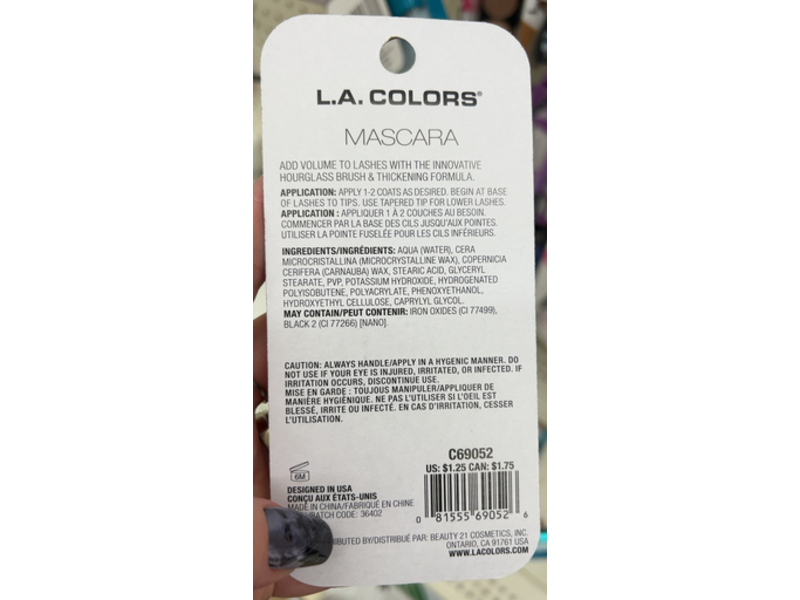 L.A. COLORS®
MASCARA
ADD VOLUME TO LASHES WITH THE INNOVATIVE
HOURGLASS BRUSH & THICKENING FORMULA.
APPLICATION: APPLY 1-2 COATS AS DESIRED. BEGIN AT BASE
OF LASHES TO TIPS. USE TAPERED TIP FOR LOWER LASHES.
APPLICATION : APPLIQUER 1 À 2 COUCHES AU BESOIN.
COMMENCER PAR LA BASE DES CILS JUSQU'AUX POINTES.
UTILISER LA POINTE FUSELÉE POUR LES CILS INFÉRIEURS.
INGREDIENTS/INGRÉDIENTS: AQUA (WATER), CERA
MICROCRISTALLINA (MICROCRYSTALLINE WAX), COPERNICIA
CERIFERA (CARNAUBA) WAX, STEARIC ACID, GLYCERYL
STEARATE, PVP, POTASSIUM HYDROXIDE, HYDROGENATED
POLYISOBUTENE, POLYACRYLATE, PHENOXYETHANOL,
HYDROXYETHYL CELLULOSE, CAPRYLYL GLYCOL.
MAY CONTAIN/PEUT CONTENIR: IRON OXIDES (CI 77499),
BLACK 2 (CI 77266) [NANO].
CAUTION: ALWAYS HANDLE/APPLY IN A HYGENIC MANNER. DO
NOT USE IF YOUR EYE IS INJURED, IRRITATED, OR INFECTED. IF
IRRITATION OCCURS, DISCONTINUE USE.
MISE EN GARDE : TOUJOUS MANIPULER/APPLIQUER DE
MANIÈRE HYGIÉNIQUE. NE PAS L'UTILISER SI L'OEIL EST
BLESSÉ, IRRITE OU INFECTÉ. EN CAS D'IRRITATION, CESSER
L'UTILISATION.
C69052
US: $1.25 CAN: $1.75
6M
DESIGNED IN USA
CONÇU AUX ÉTATS-UNIS
MADE IN CHINA/FABRIQUÉ EN CHINE
BATCH CODE: 36402
0 81555 69052 6
IBUTED BY/DISTRIBUÉ PAR: BEAUTY 21 COSMETICS, INC.
ONTARIO, CA 91761 USA
WWW.LACOLORS.COM